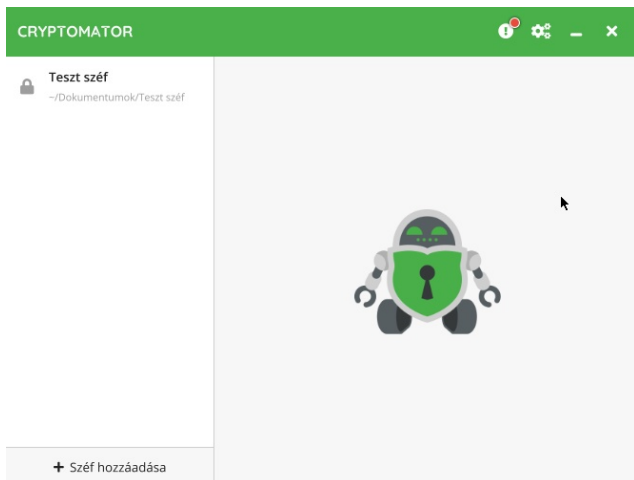 CRYPTOMATOR
Teszt széf
~/Dokumentumok/Teszt széf
+ Széf hozzáadása